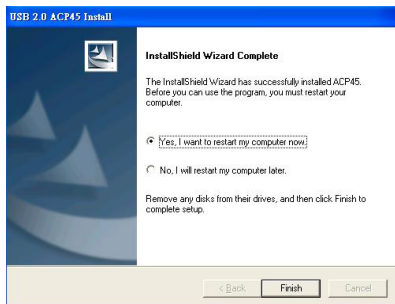 USB 2.0 ACP45 Install
InstallShield Wizard Complete
The InstallShield Wizard has successfully installed ACP45.
Before you can use the program, you must restart your
computer.
Yes, I want to restart my computer now.
No, I will restart my computer later.
Remove any disks from their drives, and then click Finish to
complete setup.
< Back
Finish
Cancel